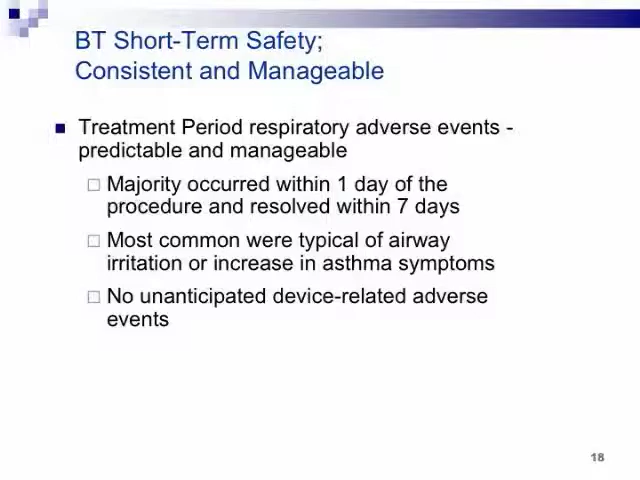 BT Short-Term Safety;
Consistent and Manageable
Treatment Period respiratory adverse events -
predictable and manageable
Majority occurred within 1 day of the
procedure and resolved within 7 days
Most common were typical of airway
irritation or increase in asthma symptoms
No unanticipated device-related adverse
events
18